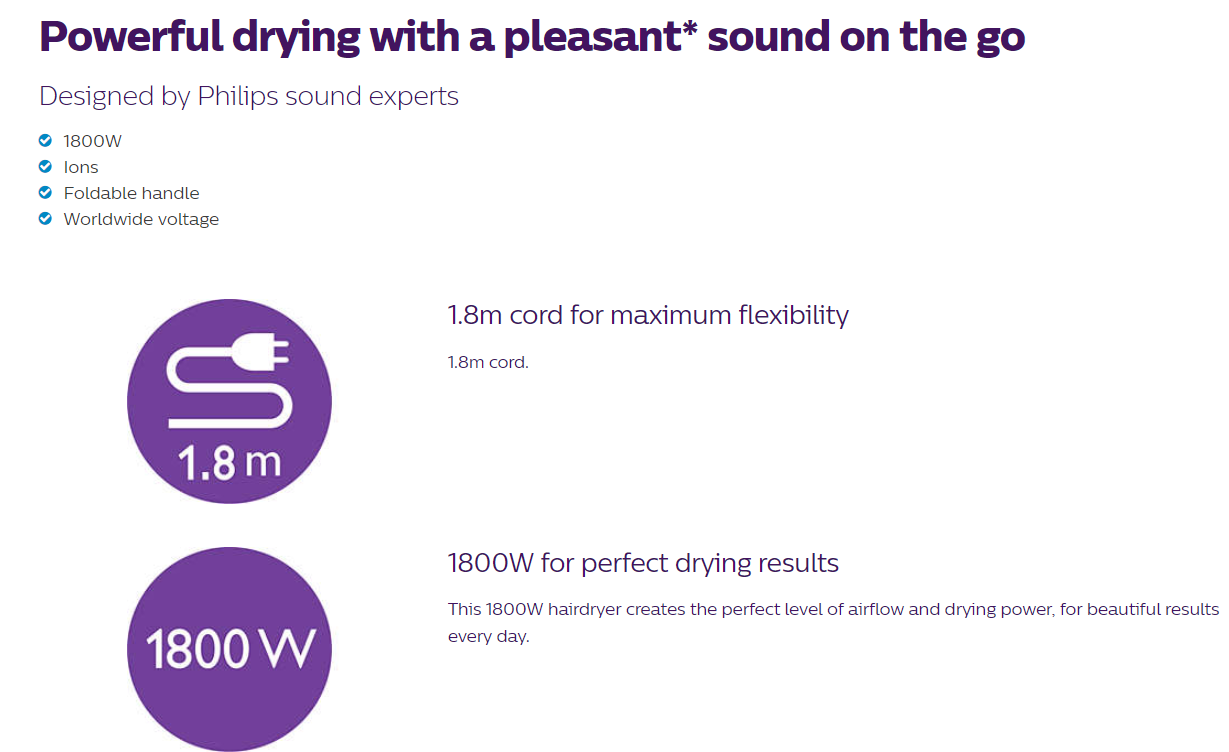 Powerful drying with a pleasant* sound on the go
Designed by Philips sound experts
1800W
Ions
Foldable handle
Worldwide voltage
1.8m cord for maximum flexibility
1.8m cord.
1.8 m
1800W for perfect drying results
This 1800W hairdryer creates the perfect level of airflow and drying power, for beautiful results
every day.
1800 W